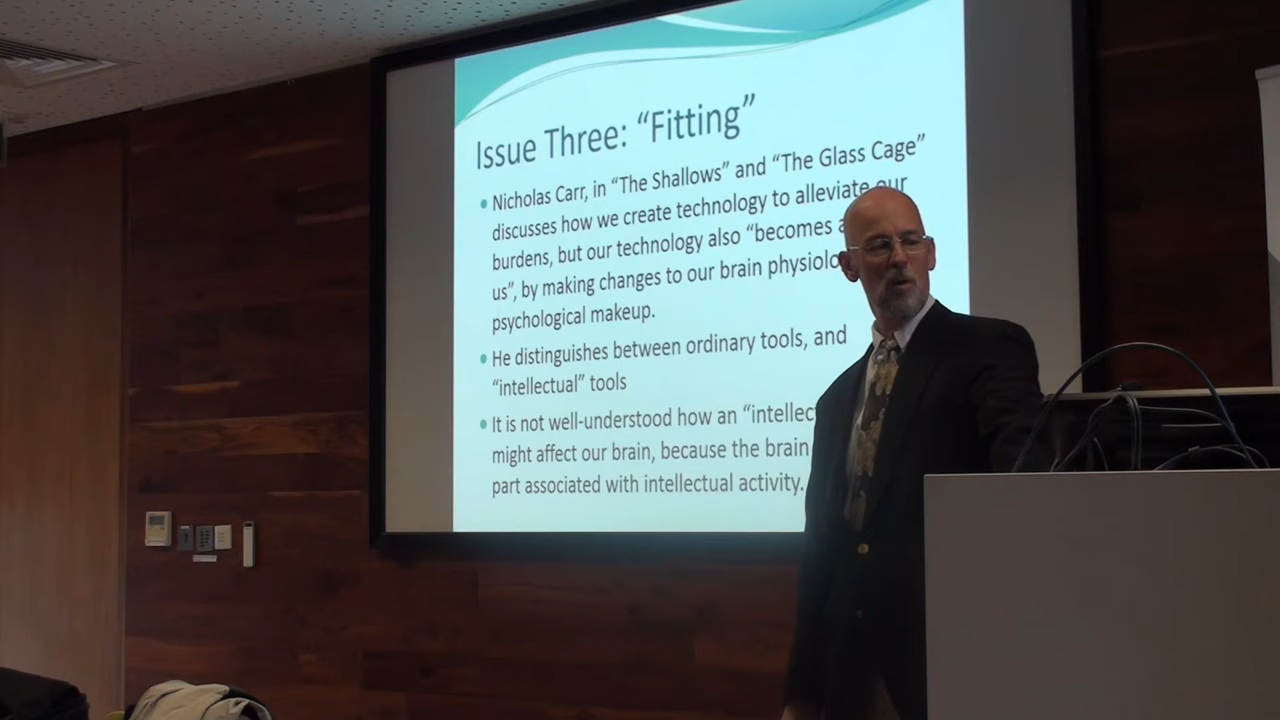 Issue Three: “Fitting”
• Nicholas Carr, in “The Shallows” and “The Glass Cage”
discusses how we create technology to alleviate our
burdens, but our technology also “becomes
us”, by making changes to our brain
psychological makeup.
• He distinguishes between ordinary tools, and
“intellectual” tools
• It is not well-understood how an
might affect our brain, because the brain
part associated with intellectual activity.